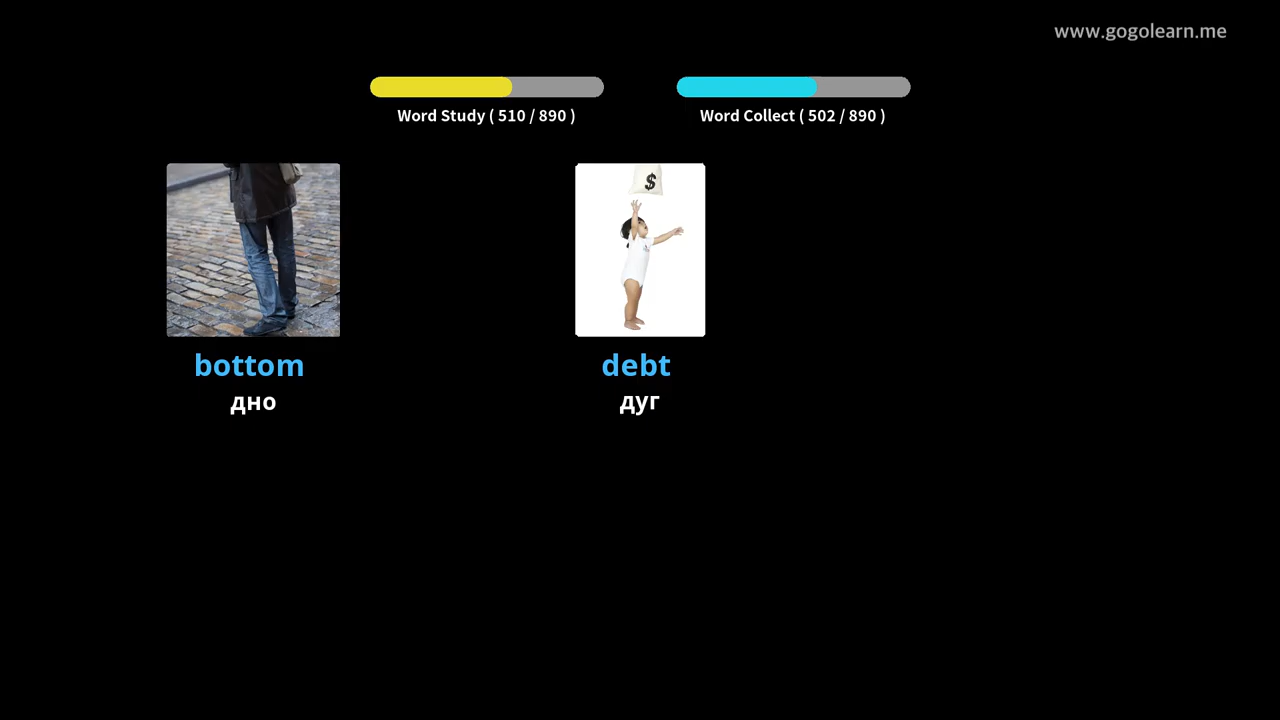 www.gogolearn.me
Word Study ( 510 / 890 )
Word Collect ( 502 / 890 )
$
bottom
debt
дно
дуг